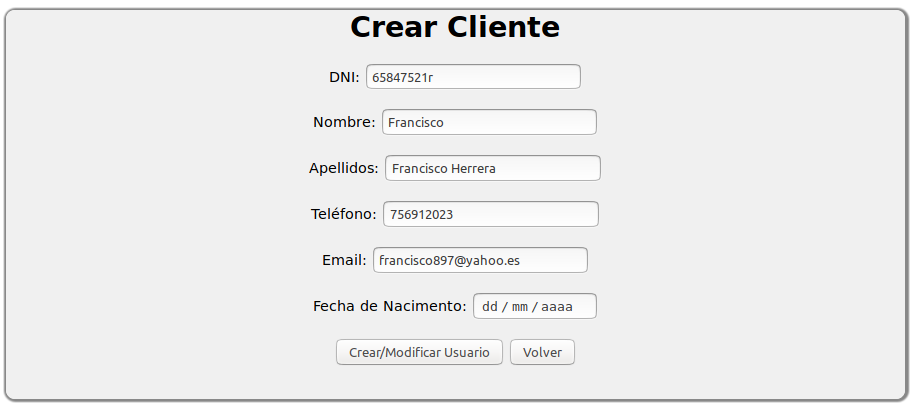 Crear Cliente
DNI: 65847521r
Nombre: Francisco
Apellidos: Francisco Herrera
Teléfono: 756912023
Email: francisco897@yahoo.es
Fecha de Nacimento: dd / mm / aaaa
Crear/Modificar Usuario Volver